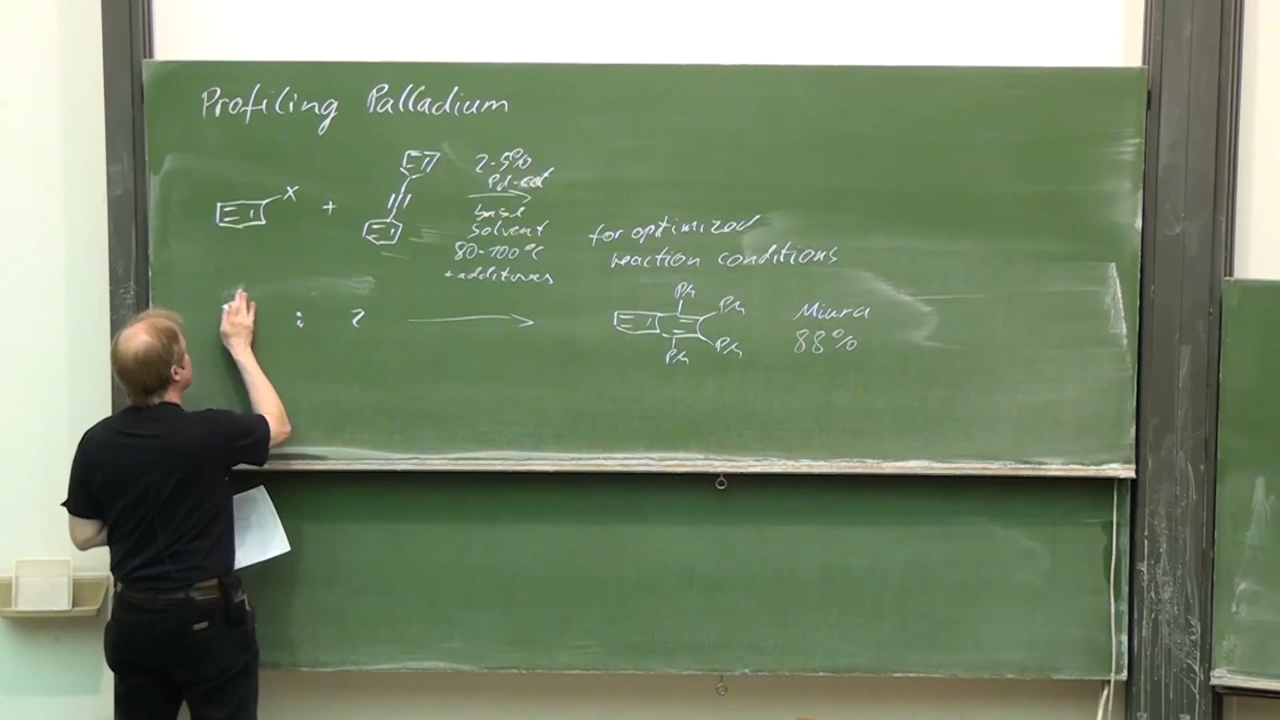 Profiling Palladium
X
+
2-5%
Pd-cat
base
Solvent
80-100°C
+ additives
for optimized
reaction conditions
: 2
Ph
Ph
Ph
Ph
Miura
88%